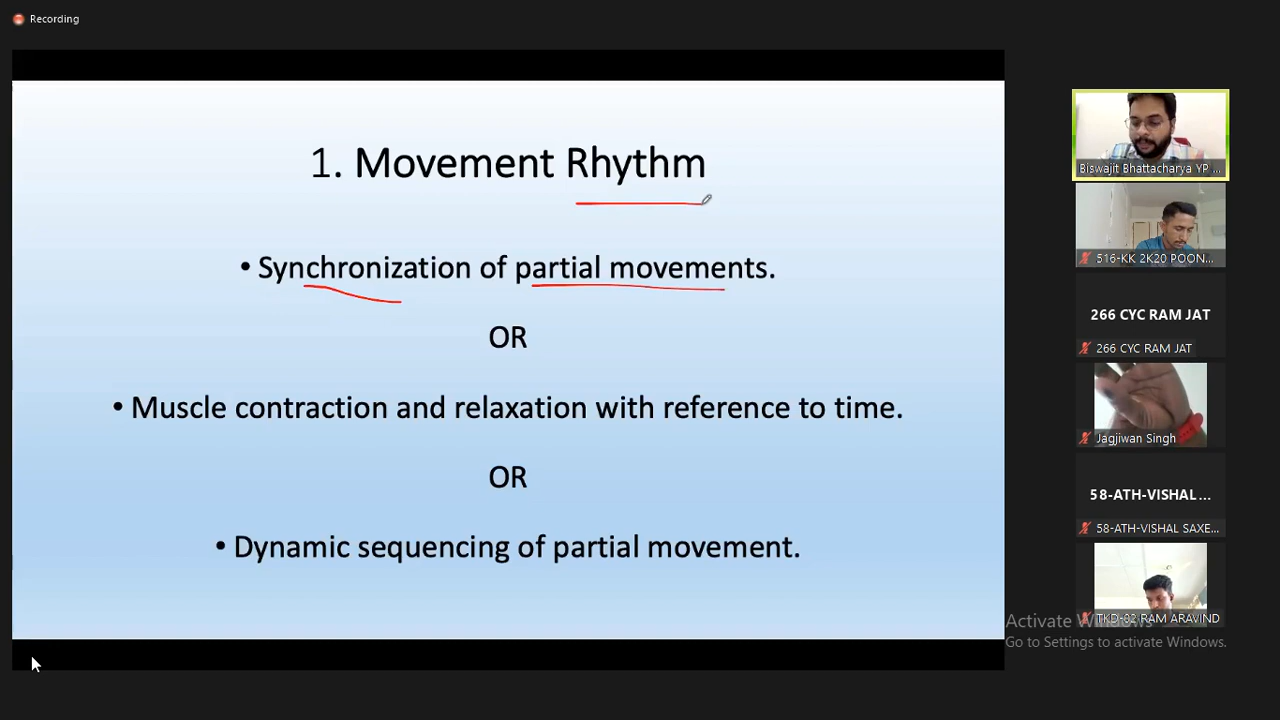 Recording
1. Movement Rhythm
• Synchronization of partial movements.
OR
• Muscle contraction and relaxation with reference to time.
OR
• Dynamic sequencing of partial movement.
Biswajit Bhattacharya YP ...
516-KK 2K20 POON...
266 CYC RAM JAT
266 CYC RAM JAT
Jagjiwan Singh
58-ATH-VISHAL ...
58-ATH-VISHAL SAXE...
TKD-02 RAM ARAVIND
Activate Windows
Go to Settings to activate Windows.